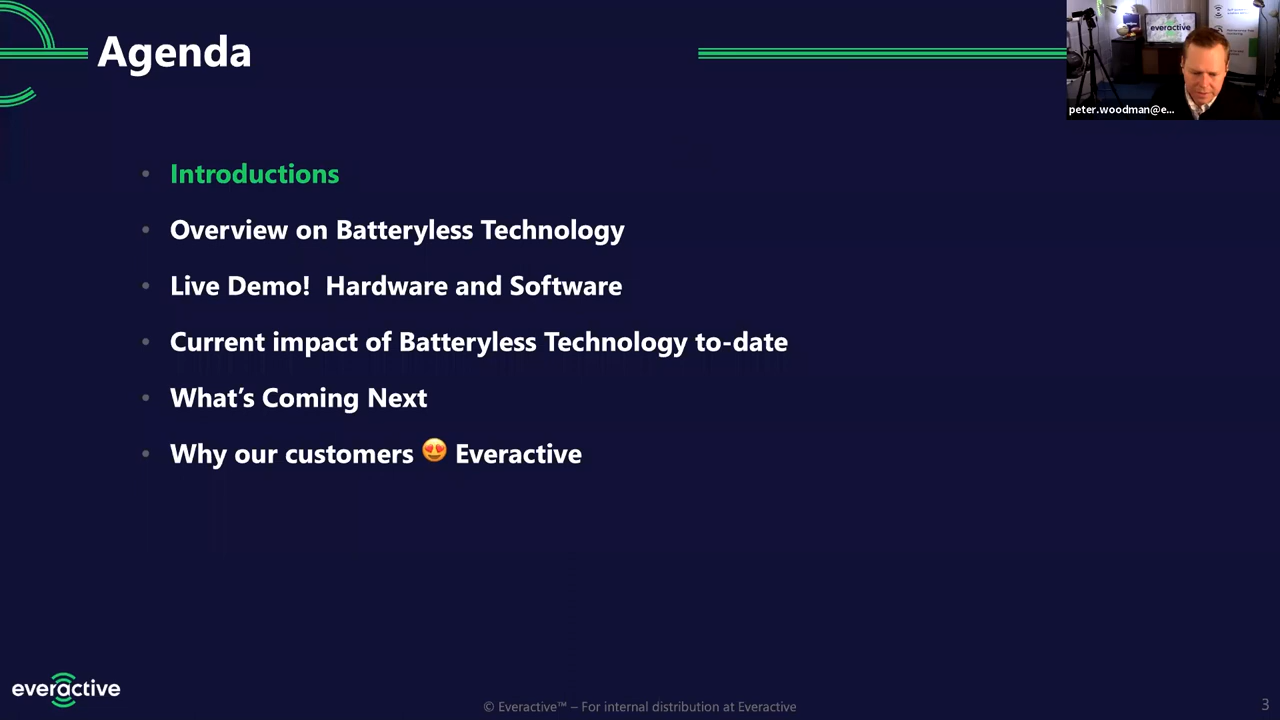 Agenda
everactive
peter.woodman@e...
• Introductions
• Overview on Batteryless Technology
• Live Demo!  Hardware and Software
• Current impact of Batteryless Technology to-date
• What’s Coming Next
• Why our customers 😍 Everactive
everactive
© Everactive™ – For internal distribution at Everactive
3